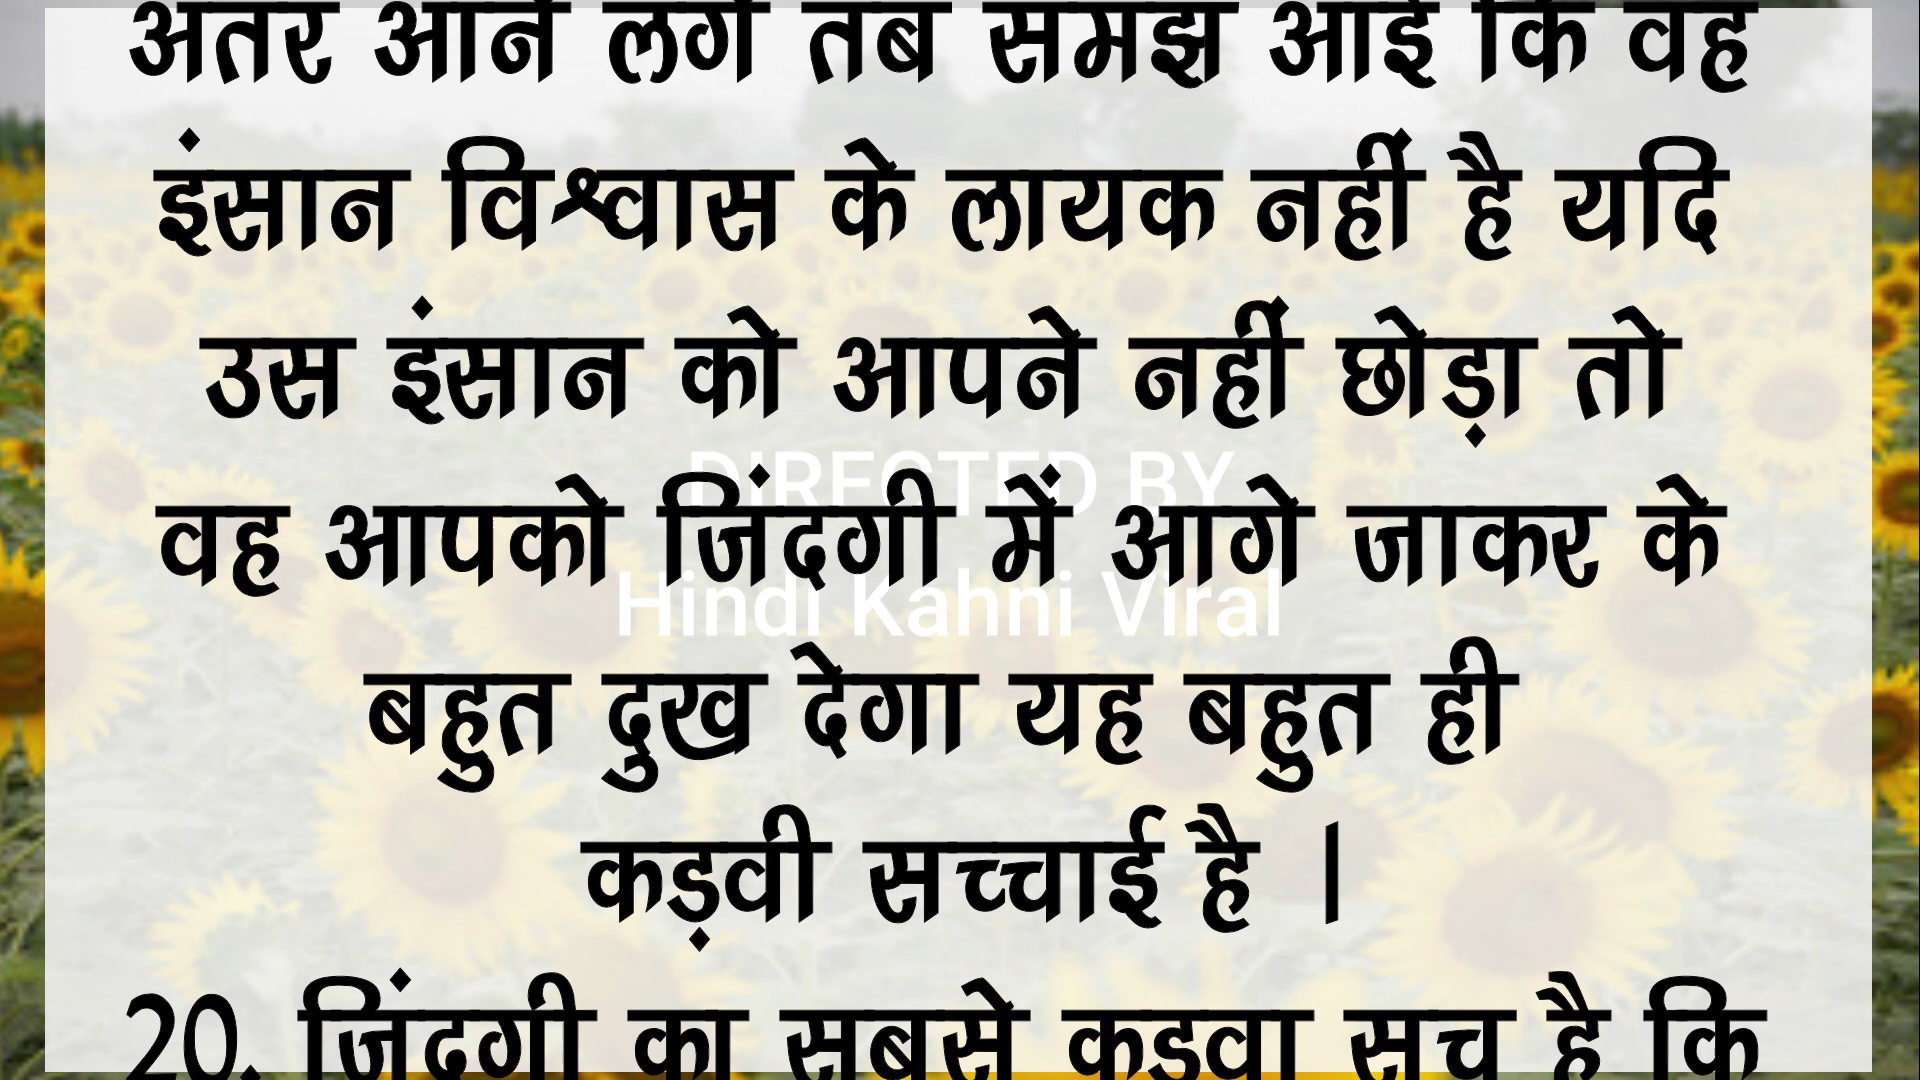 अंतर आने लगे तब समझ आई कि वह
इंसान विश्वास के लायक नहीं है यदि
उस इंसान को आपने नहीं छोड़ा तो
DIRECTED BY
वह आपको जिंदगी में आगे जाकर के
Hindi Kahni Viral
बहुत दुख देगा यह बहुत ही
कड़वी सच्चाई है ।
20. जिंदगी का सबसे कड़वा सच है कि